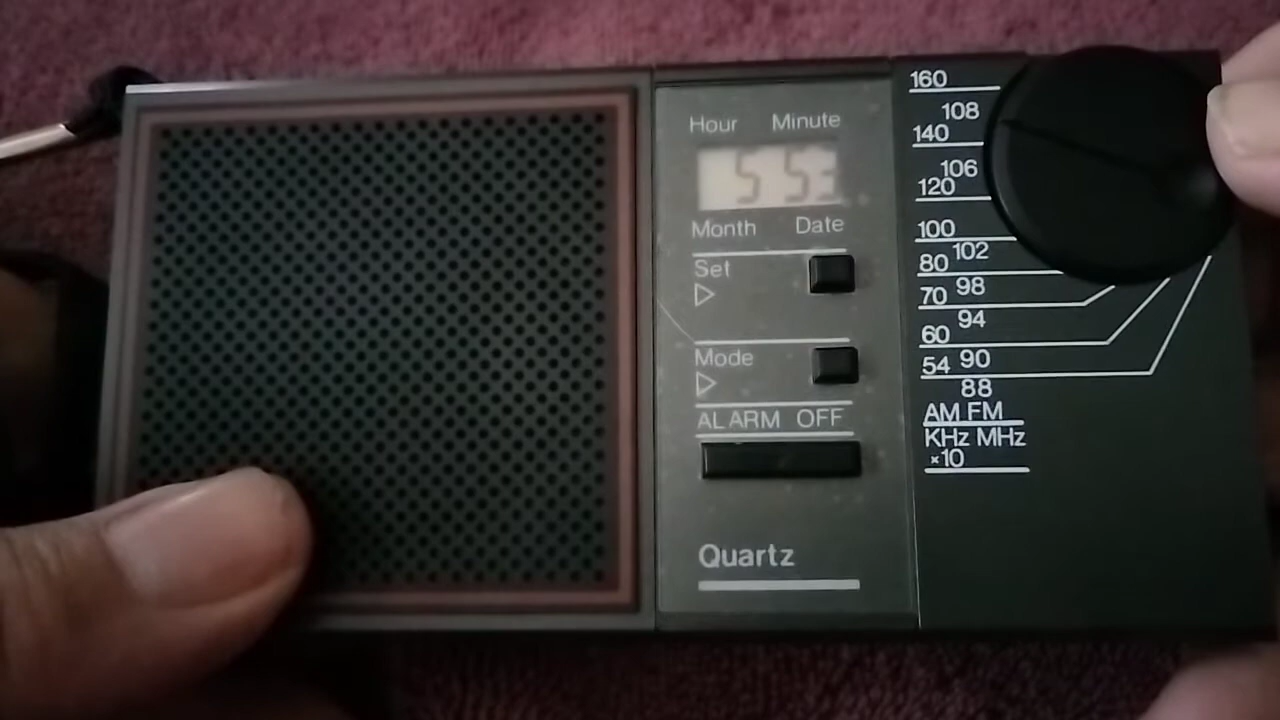 Hour Minute
5 53
Month Date
Set
Mode
ALARM OFF
Quartz
160
108
140
106
120
100
102
80
98
70
94
60
90
54
88
AM FM
KHz MHz
×10